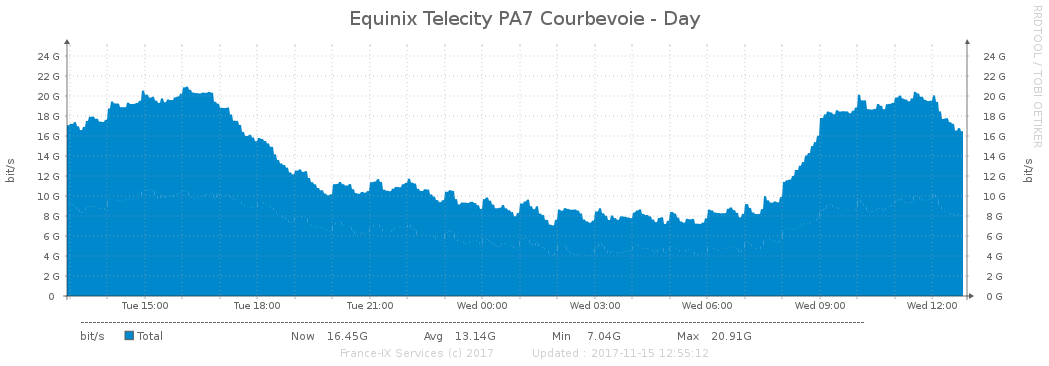 Equinix Telecity PA7 Courbevoie - Day
RRDTOOL / TOBI OETIKER
bit/s
24 G 24 G
22 G 22 G
20 G 20 G
18 G 18 G
16 G 16 G
14 G 14 G
12 G 12 G
10 G 10 G
8 G 8 G
6 G 6 G
4 G 4 G
2 G 2 G
0 0 G
bit/s
Tue 15:00 Tue 18:00 Tue 21:00 Wed 00:00 Wed 03:00 Wed 06:00 Wed 09:00 Wed 12:00
bit/s Total Now 16.45G Avg 13.14G Min 7.04G Max 20.91G
France-IX Services (c) 2017 Updated : 2017-11-15 12:55:12